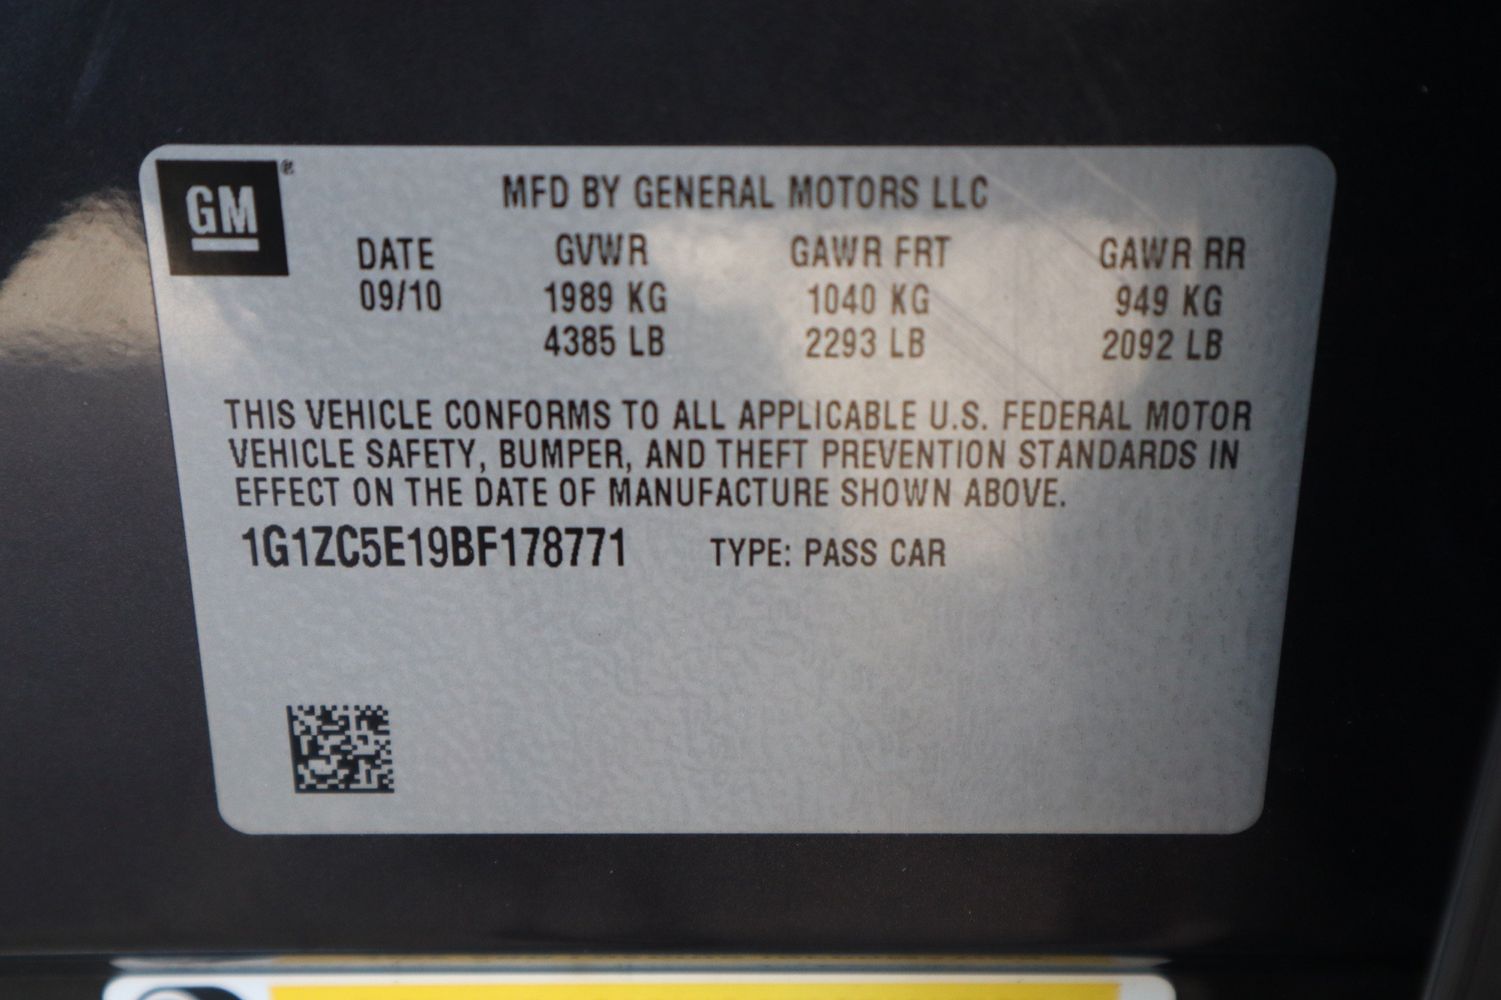 GM ®
MFD BY GENERAL MOTORS LLC
DATE GVWR GAWR FRT GAWR RR
09/10 1989 KG 1040 KG 949 KG
4385 LB 2293 LB 2092 LB
THIS VEHICLE CONFORMS TO ALL APPLICABLE U.S. FEDERAL MOTOR
VEHICLE SAFETY, BUMPER, AND THEFT PREVENTION STANDARDS IN
EFFECT ON THE DATE OF MANUFACTURE SHOWN ABOVE.
1G1ZC5E19BF178771 TYPE: PASS CAR